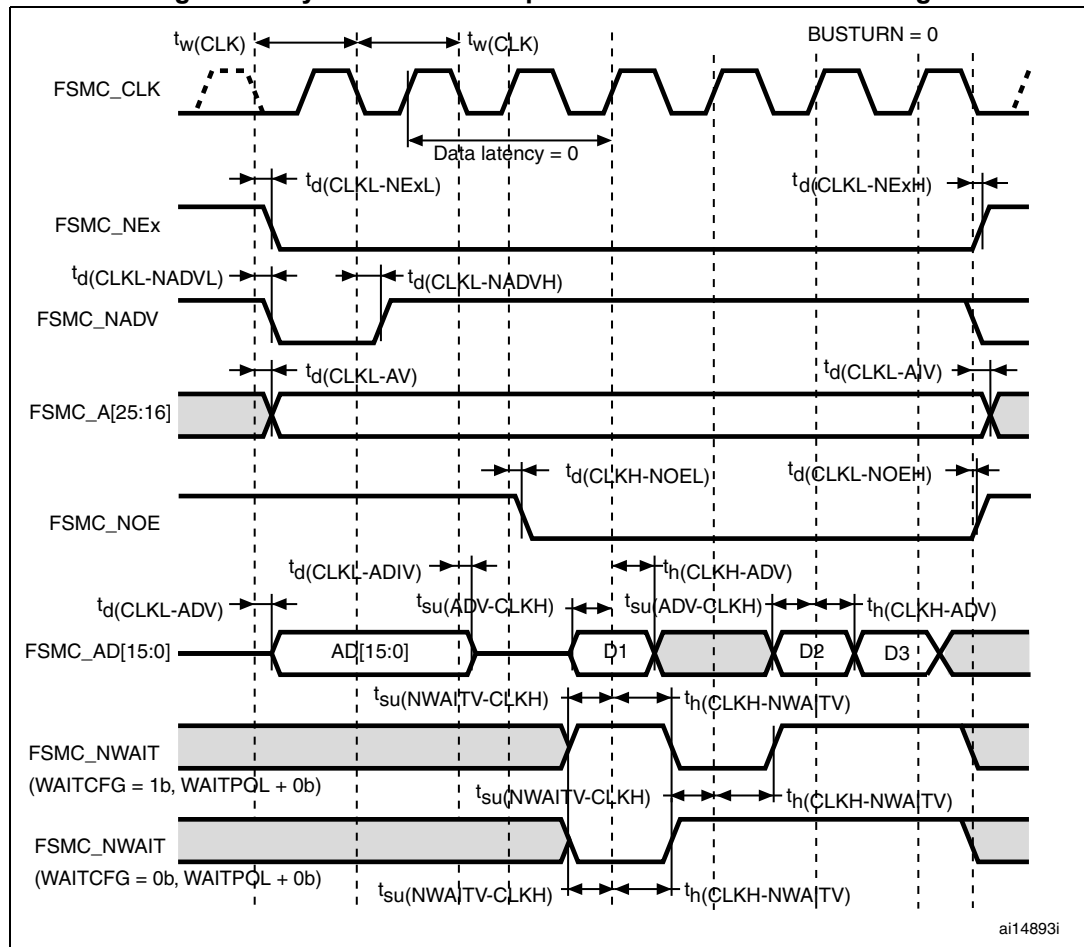 tw(CLK) tw(CLK) BUSTURN = 0
FSMC_CLK
Data latency = 0
td(CLKL-NExL) td(CLKL-NExH)
FSMC_NEx
td(CLKL-NADVL) td(CLKL-NADVH)
FSMC_NADV
td(CLKL-AV) td(CLKL-AIV)
FSMC_A[25:16]
td(CLKH-NOEL) td(CLKL-NOEH)
FSMC_NOE
td(CLKL-ADIV) th(CLKH-ADV)
td(CLKL-ADV) tsu(ADV-CLKH) tsu(ADV-CLKH) th(CLKH-ADV)
FSMC_AD[15:0] AD[15:0] D1 D2 D3
tsu(NWAITV-CLKH) th(CLKH-NWAITV)
FSMC_NWAIT
(WAITCFG = 1b, WAITPOL + 0b)
tsu(NWAITV-CLKH) th(CLKH-NWAITV)
FSMC_NWAIT
(WAITCFG = 0b, WAITPOL + 0b)
tsu(NWAITV-CLKH) th(CLKH-NWAITV)
ai14893i